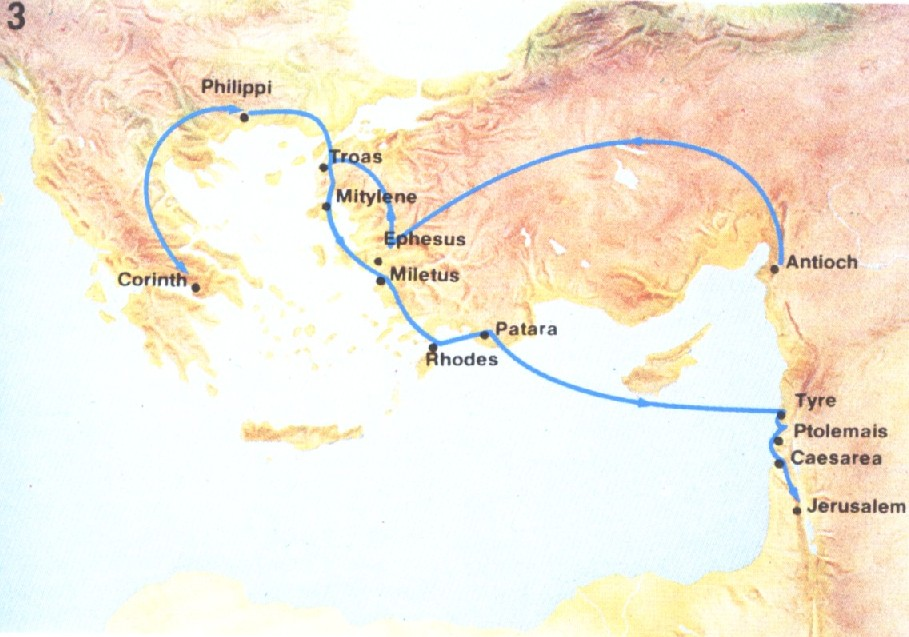 3
Philippi
Troas
Mitylene
Ephesus
Miletus
Corinth
Antioch
Patara
Rhodes
Tyre
Ptolemais
Caesarea
Jerusalem